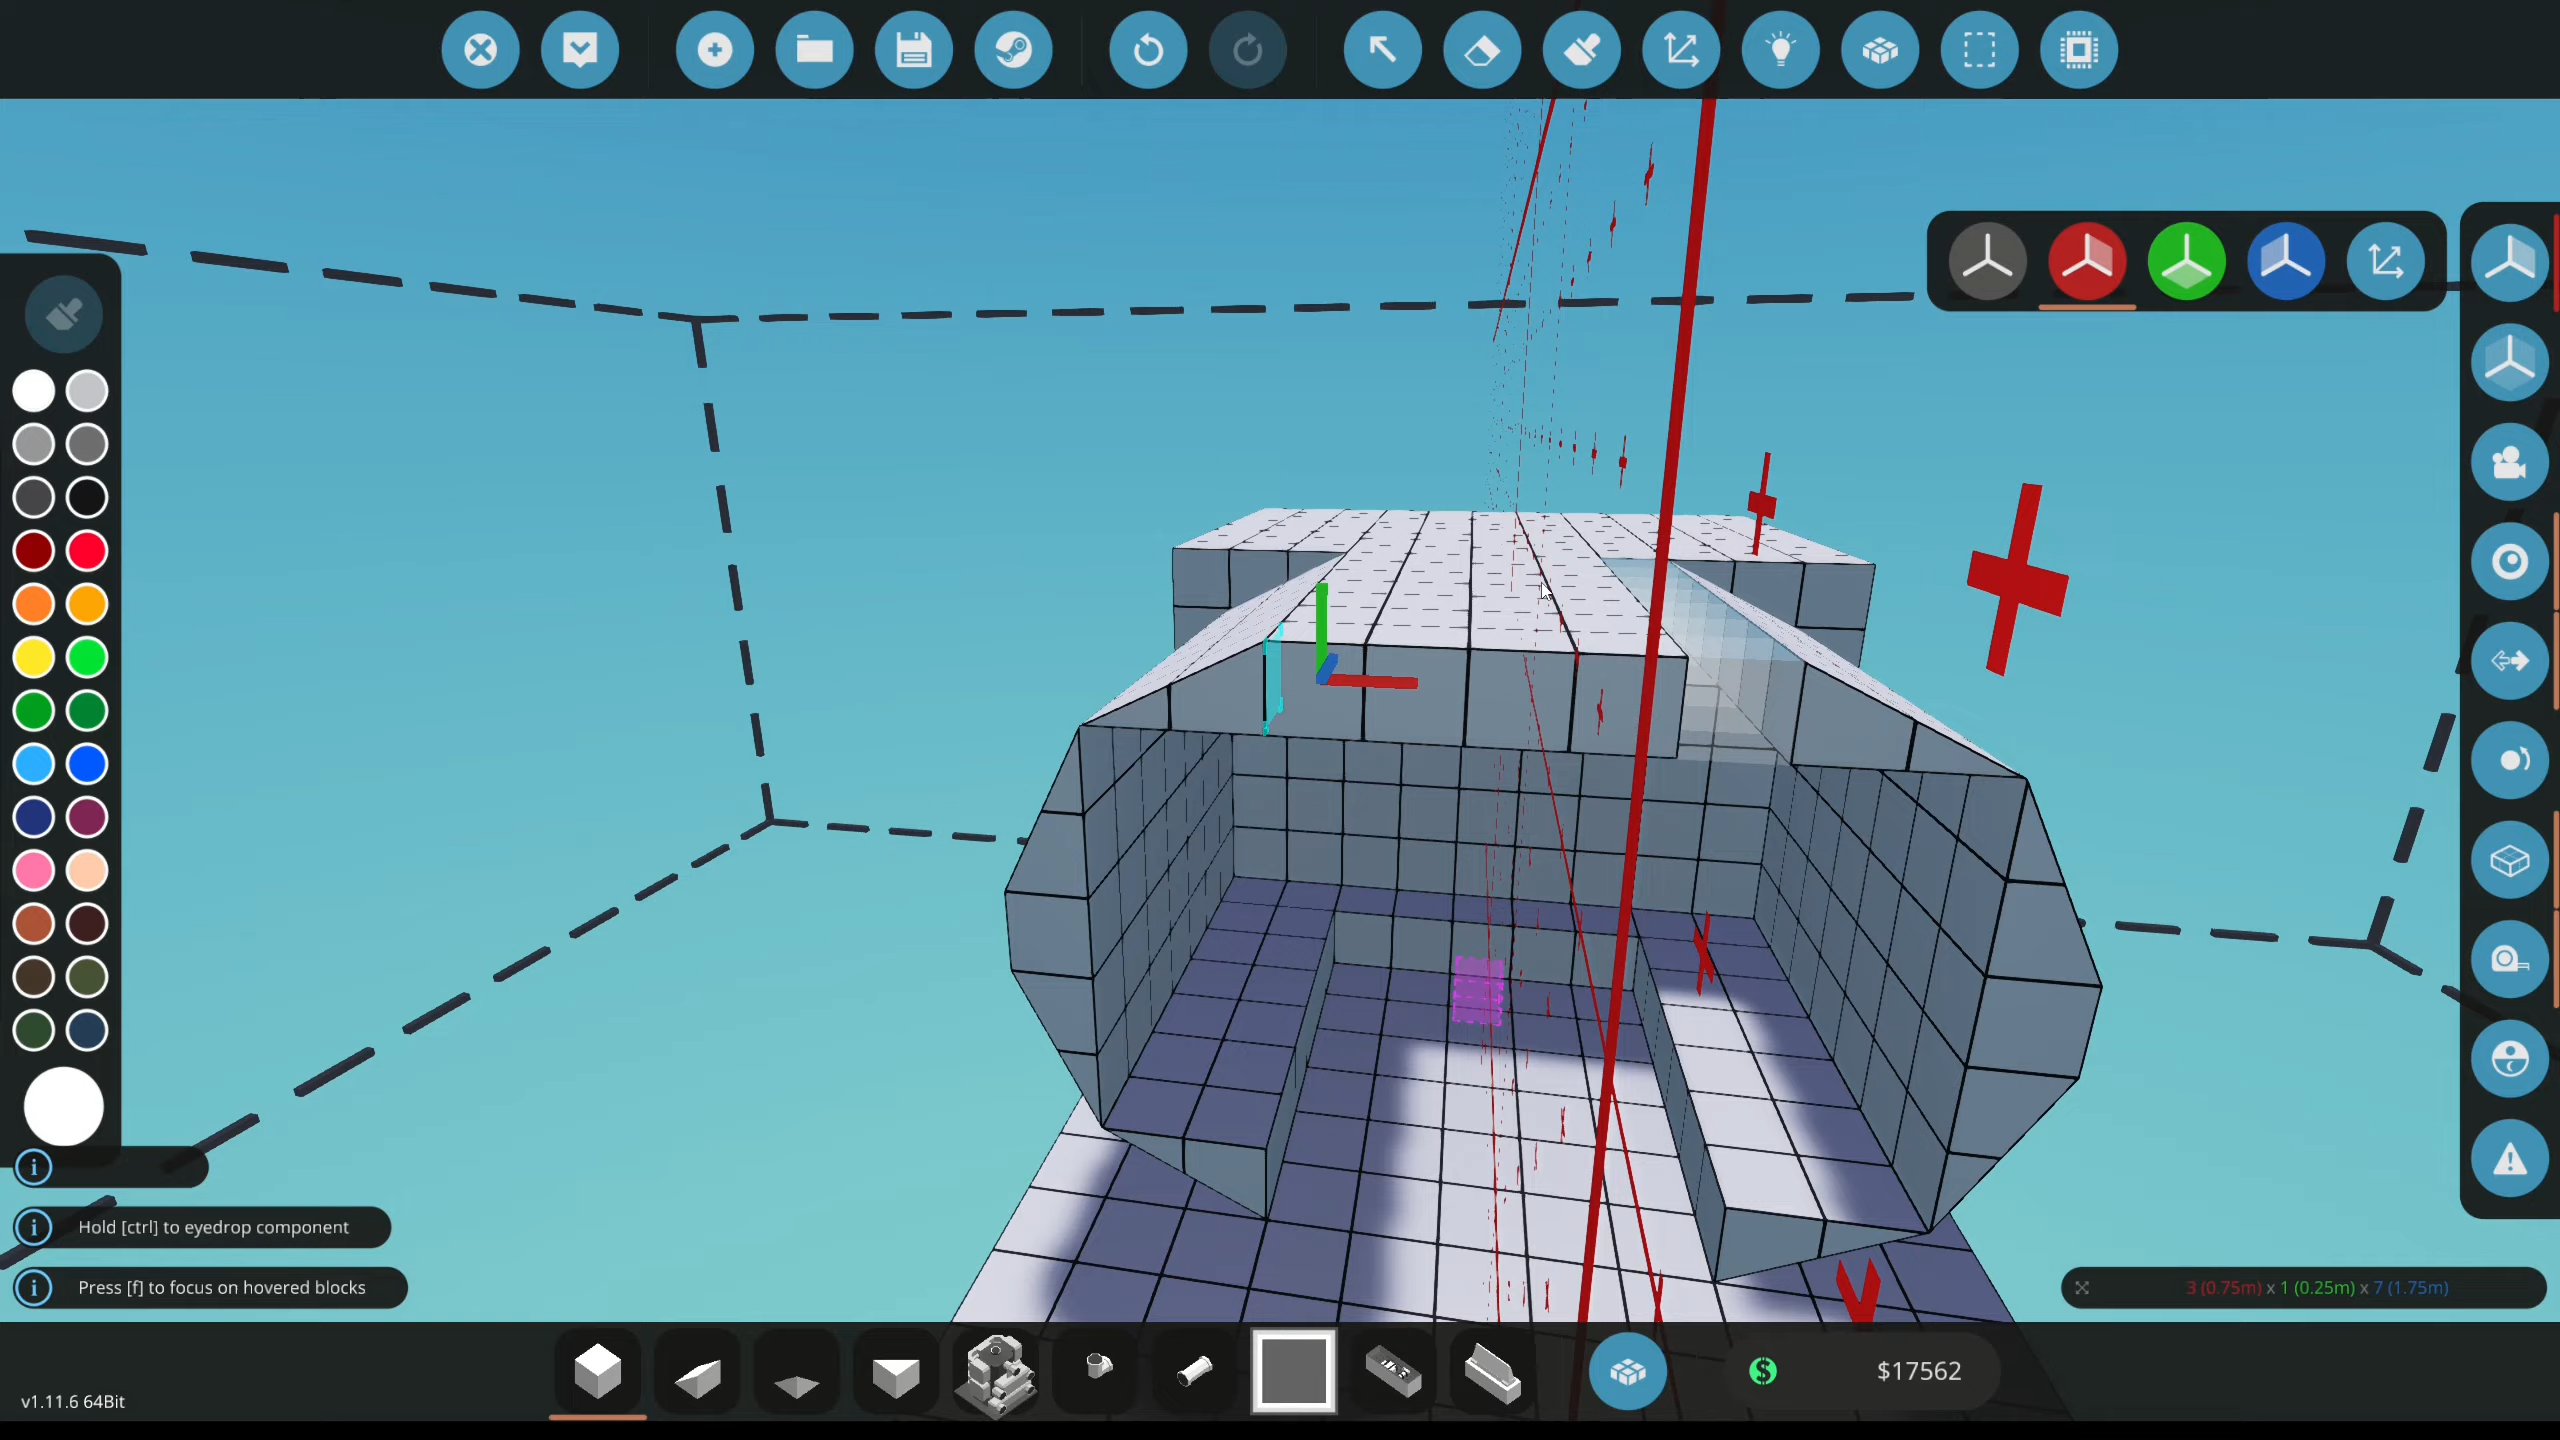 Hold [ctrl] to eyedrop component
Press [f] to focus on hovered blocks
3 (0.75m) x 1 (0.25m) x 7 (1.75m)
$17562
v1.11.6 64Bit